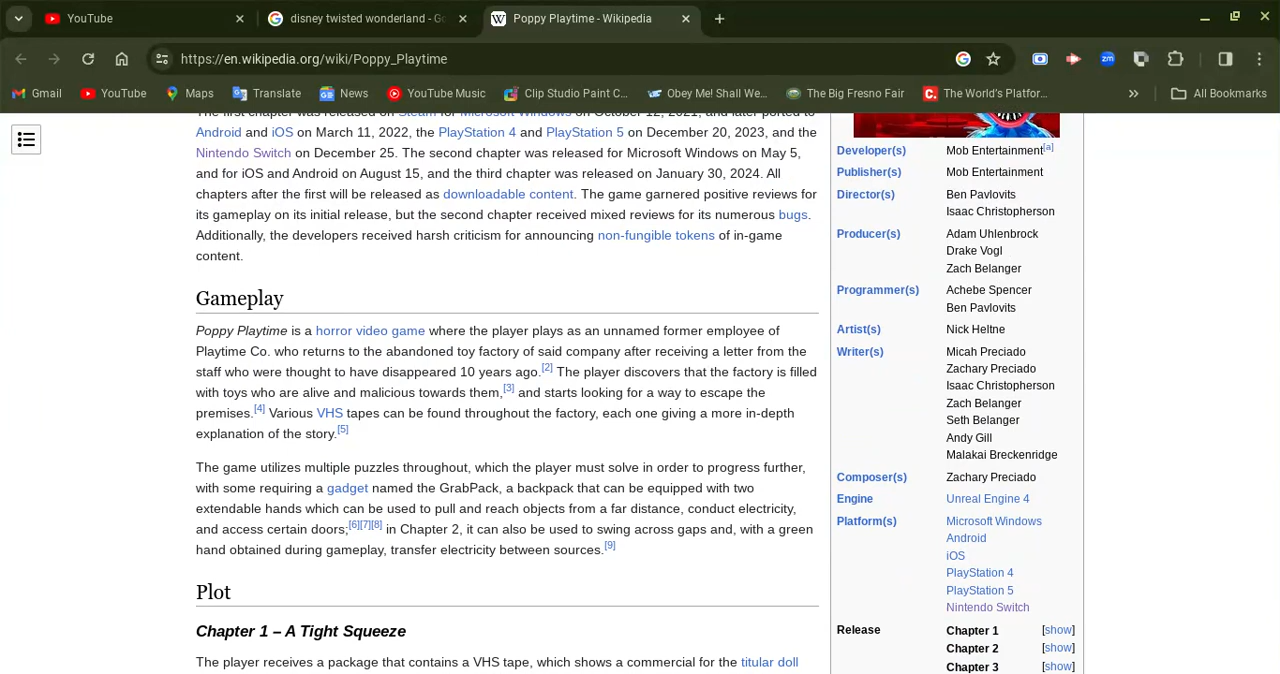 YouTube
disney twisted wonderland - Go
Poppy Playtime - Wikipedia
https://en.wikipedia.org/wiki/Poppy_Playtime
Gmail
YouTube
Maps
Translate
News
YouTube Music
Clip Studio Paint C...
Obey Me! Shall We...
The Big Fresno Fair
The World's Platfor...
»
All Bookmarks
The first chapter was released on Steam for Microsoft Windows on October 12, 2021, and later ported to
Android and iOS on March 11, 2022, the PlayStation 4 and PlayStation 5 on December 20, 2023, and the
Nintendo Switch on December 25. The second chapter was released for Microsoft Windows on May 5,
and for iOS and Android on August 15, and the third chapter was released on January 30, 2024. All
chapters after the first will be released as downloadable content. The game garnered positive reviews for
its gameplay on its initial release, but the second chapter received mixed reviews for its numerous bugs.
Additionally, the developers received harsh criticism for announcing non-fungible tokens of in-game
content.
Gameplay
Poppy Playtime is a horror video game where the player plays as an unnamed former employee of
Playtime Co. who returns to the abandoned toy factory of said company after receiving a letter from the
staff who were thought to have disappeared 10 years ago.[2] The player discovers that the factory is filled
with toys who are alive and malicious towards them,[3] and starts looking for a way to escape the
premises.[4] Various VHS tapes can be found throughout the factory, each one giving a more in-depth
explanation of the story.[5]
The game utilizes multiple puzzles throughout, which the player must solve in order to progress further,
with some requiring a gadget named the GrabPack, a backpack that can be equipped with two
extendable hands which can be used to pull and reach objects from a far distance, conduct electricity,
and access certain doors;[6][7][8] in Chapter 2, it can also be used to swing across gaps and, with a green
hand obtained during gameplay, transfer electricity between sources.[9]
Plot
Chapter 1 – A Tight Squeeze
The player receives a package that contains a VHS tape, which shows a commercial for the titular doll
Developer(s) Mob Entertainment[a]
Publisher(s) Mob Entertainment
Director(s) Ben Pavlovits
Isaac Christopherson
Producer(s) Adam Uhlenbrock
Drake Vogl
Zach Belanger
Programmer(s) Achebe Spencer
Ben Pavlovits
Artist(s) Nick Heltne
Writer(s) Micah Preciado
Zachary Preciado
Isaac Christopherson
Zach Belanger
Seth Belanger
Andy Gill
Malakai Breckenridge
Composer(s) Zachary Preciado
Engine Unreal Engine 4
Platform(s) Microsoft Windows
Android
iOS
PlayStation 4
PlayStation 5
Nintendo Switch
Release Chapter 1 [show]
Chapter 2 [show]
Chapter 3 [show]